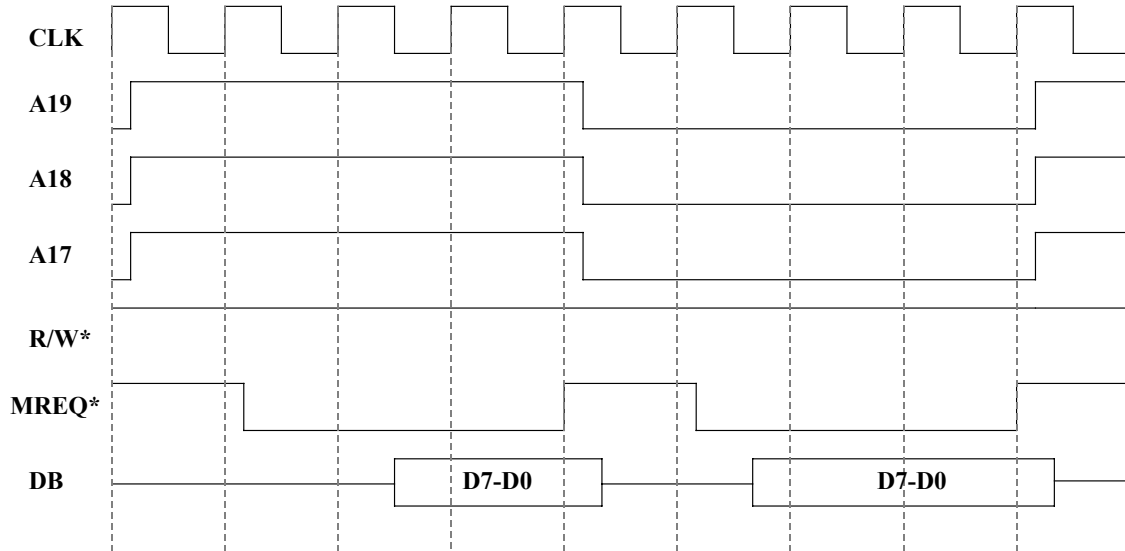 CLK
A19
A18
A17
R/W*
MREQ*
DB D7-D0 D7-D0